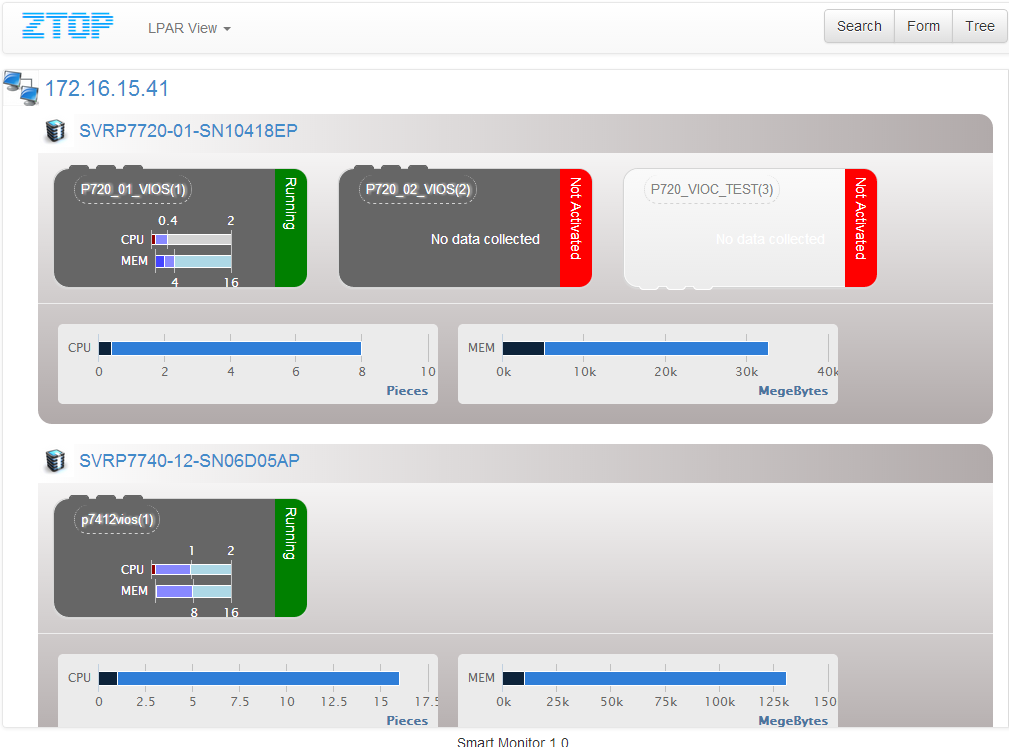 ZTOP LPAR View Search Form Tree
172.16.15.41
SVRP7720-01-SN10418EP
P720_01_VIOS(1)
0.4 2
CPU
MEM
4 16
Running
P720_02_VIOS(2)
No data collected
Not Activated
P720_VIOC_TEST(3)
No data collected
Not Activated
CPU
0 2 4 6 8 10
Pieces
MEM
0k 10k 20k 30k 40k
MegeBytes
SVRP7740-12-SN06D05AP
p7412vios(1)
1 2
CPU
MEM
8 16
Running
CPU
0 2.5 5 7.5 10 12.5 15 17.5
Pieces
MEM
0k 25k 50k 75k 100k 125k 150
MegeBytes
Smart Monitor 1.0